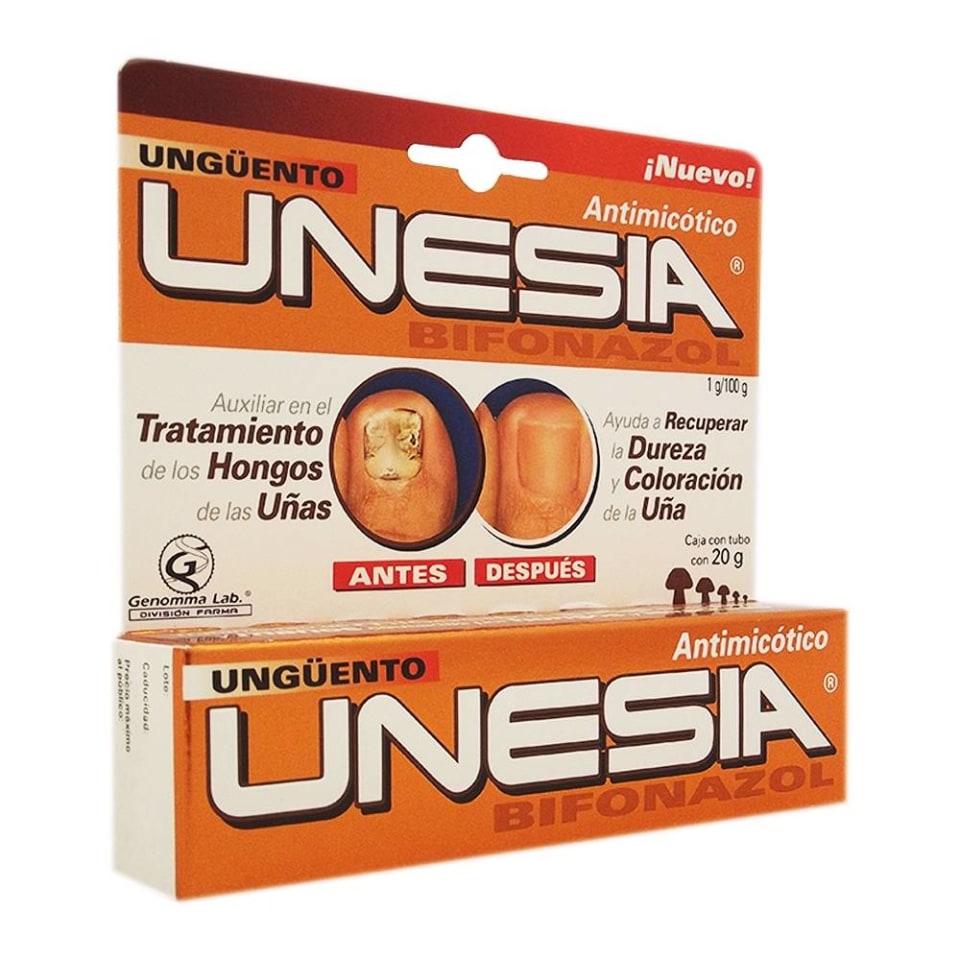 ¡Nuevo!
UNGÜENTO
Antimicótico
UNESIA®
BIFONAZOL
1 g/100 g
Auxiliar en el
Tratamiento
de los Hongos
de las Uñas
ANTES
DESPUÉS
Ayuda a Recuperar
la Dureza
y Coloración
de la Uña
Caja con tubo
con 20 g
G
Genomma Lab.®
DIVISIÓN FARMA
Antimicótico
UNGÜENTO
UNESIA®
BIFONAZOL
Lote:
Caducidad:
Precio máximo
al público: